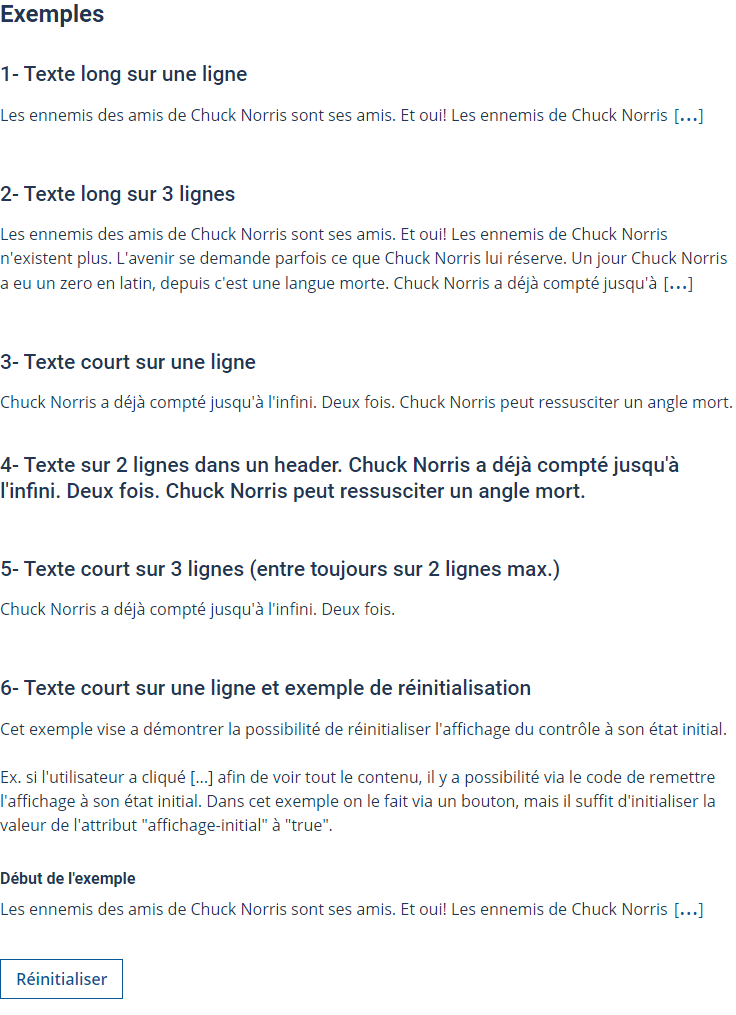 Exemples
1- Texte long sur une ligne
Les ennemis des amis de Chuck Norris sont ses amis. Et oui! Les ennemis de Chuck Norris [...]
2- Texte long sur 3 lignes
Les ennemis des amis de Chuck Norris sont ses amis. Et oui! Les ennemis de Chuck Norris
n'existent plus. L'avenir se demande parfois ce que Chuck Norris lui réserve. Un jour Chuck Norris
a eu un zero en latin, depuis c'est une langue morte. Chuck Norris a déjà compté jusqu'à [...]
3- Texte court sur une ligne
Chuck Norris a déjà compté jusqu'à l'infini. Deux fois. Chuck Norris peut ressusciter un angle mort.
4- Texte sur 2 lignes dans un header. Chuck Norris a déjà compté jusqu'à
l'infini. Deux fois. Chuck Norris peut ressusciter un angle mort.
5- Texte court sur 3 lignes (entre toujours sur 2 lignes max.)
Chuck Norris a déjà compté jusqu'à l'infini. Deux fois.
6- Texte court sur une ligne et exemple de réinitialisation
Cet exemple vise a démontrer la possibilité de réinitialiser l'affichage du contrôle à son état initial.
Ex. si l'utilisateur a cliqué [...] afin de voir tout le contenu, il y a possibilité via le code de remettre
l'affichage à son état initial. Dans cet exemple on le fait via un bouton, mais il suffit d'initialiser la
valeur de l'attribut "affichage-initial" à "true".
Début de l'exemple
Les ennemis des amis de Chuck Norris sont ses amis. Et oui! Les ennemis de Chuck Norris [...]
Réinitialiser